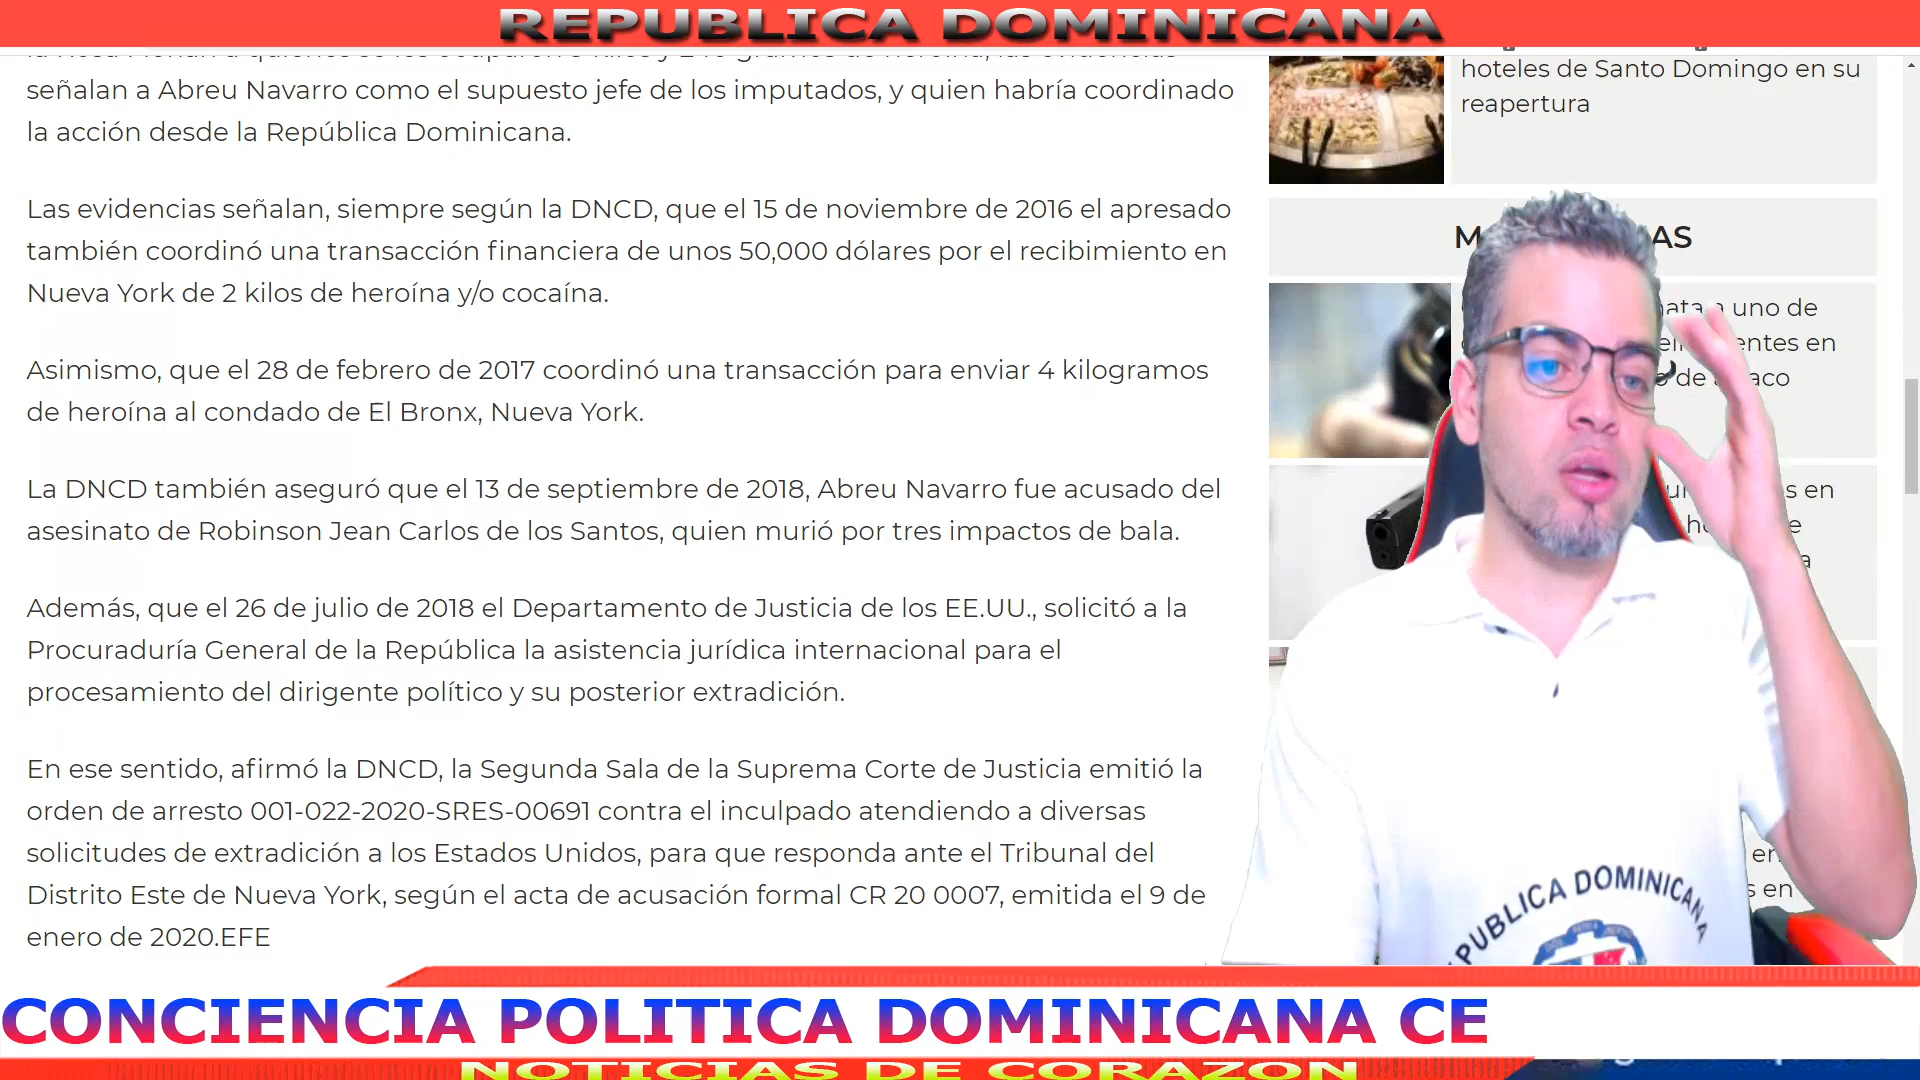 REPUBLICA DOMINICANA
señalan a Abreu Navarro como el supuesto jefe de los imputados, y quien habría coordinado
la acción desde la República Dominicana.
Las evidencias señalan, siempre según la DNCD, que el 15 de noviembre de 2016 el apresado
también coordinó una transacción financiera de unos 50,000 dólares por el recibimiento en
Nueva York de 2 kilos de heroína y/o cocaína.
Asimismo, que el 28 de febrero de 2017 coordinó una transacción para enviar 4 kilogramos
de heroína al condado de El Bronx, Nueva York.
La DNCD también aseguró que el 13 de septiembre de 2018, Abreu Navarro fue acusado del
asesinato de Robinson Jean Carlos de los Santos, quien murió por tres impactos de bala.
Además, que el 26 de julio de 2018 el Departamento de Justicia de los EE.UU., solicitó a la
Procuraduría General de la República la asistencia jurídica internacional para el
procesamiento del dirigente político y su posterior extradición.
En ese sentido, afirmó la DNCD, la Segunda Sala de la Suprema Corte de Justicia emitió la
orden de arresto 001-022-2020-SRES-00691 contra el inculpado atendiendo a diversas
solicitudes de extradición a los Estados Unidos, para que responda ante el Tribunal del
Distrito Este de Nueva York, según el acta de acusación formal CR 20 0007, emitida el 9 de
enero de 2020.EFE
hoteles de Santo Domingo en su
reapertura
uno de
en
de
s en
en
s en
DOMINICANA
CONCIENCIA POLITICA DOMINICANA CE
NOTICIAS DE CORAZON